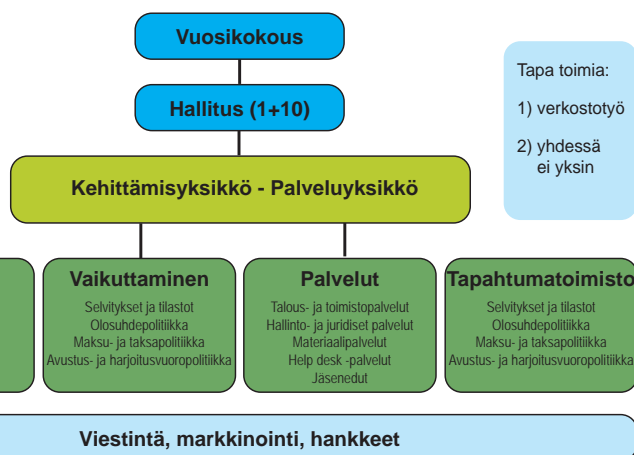 Vuosikokous
Hallitus (1+10)
Tapa toimia:
1) verkostotyö
2) yhdessä
ei yksin
Kehittämisyksikkö - Palveluyksikkö
Vaikuttaminen
Selvitykset ja tilastot
Olosuhdepolitiikka
Maksu- ja taksapolitiikka
Avustus- ja harjoitusvuoropolitiikka
Palvelut
Talous- ja toimistopalvelut
Hallinto- ja juridiset palvelut
Materiaalipalvelut
Help desk -palvelut
Jäsenedut
Tapahtumatoimisto
Selvitykset ja tilastot
Olosuhdepolitiikka
Maksu- ja taksapolitiikka
Avustus- ja harjoitusvuoropolitiikka
Viestintä, markkinointi, hankkeet